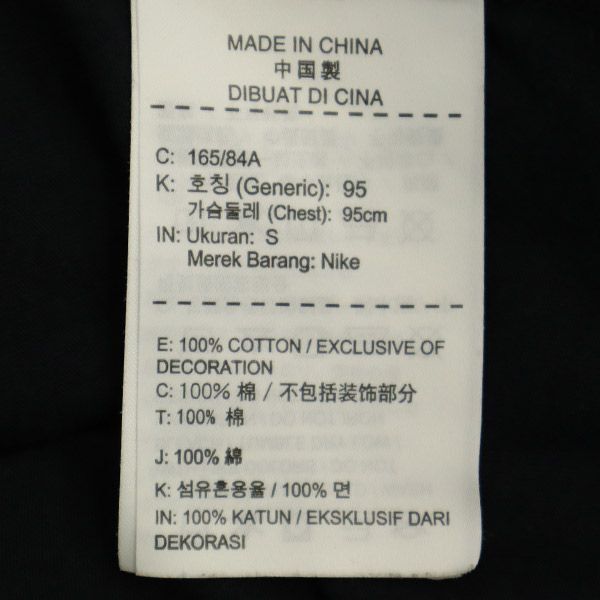 MADE IN CHINA
中国製
DIBUAT DI CINA
C: 165/84A
K: 호칭 (Generic): 95
가슴둘레 (Chest): 95cm
IN: Ukuran: S
Merek Barang: Nike
E: 100% COTTON / EXCLUSIVE OF
DECORATION
C: 100% 棉 / 不包括装饰部分
T: 100% 棉
J: 100% 綿
K: 섬유혼용율 / 100% 면
IN: 100% KATUN / EKSKLUSIF DARI
DEKORASI